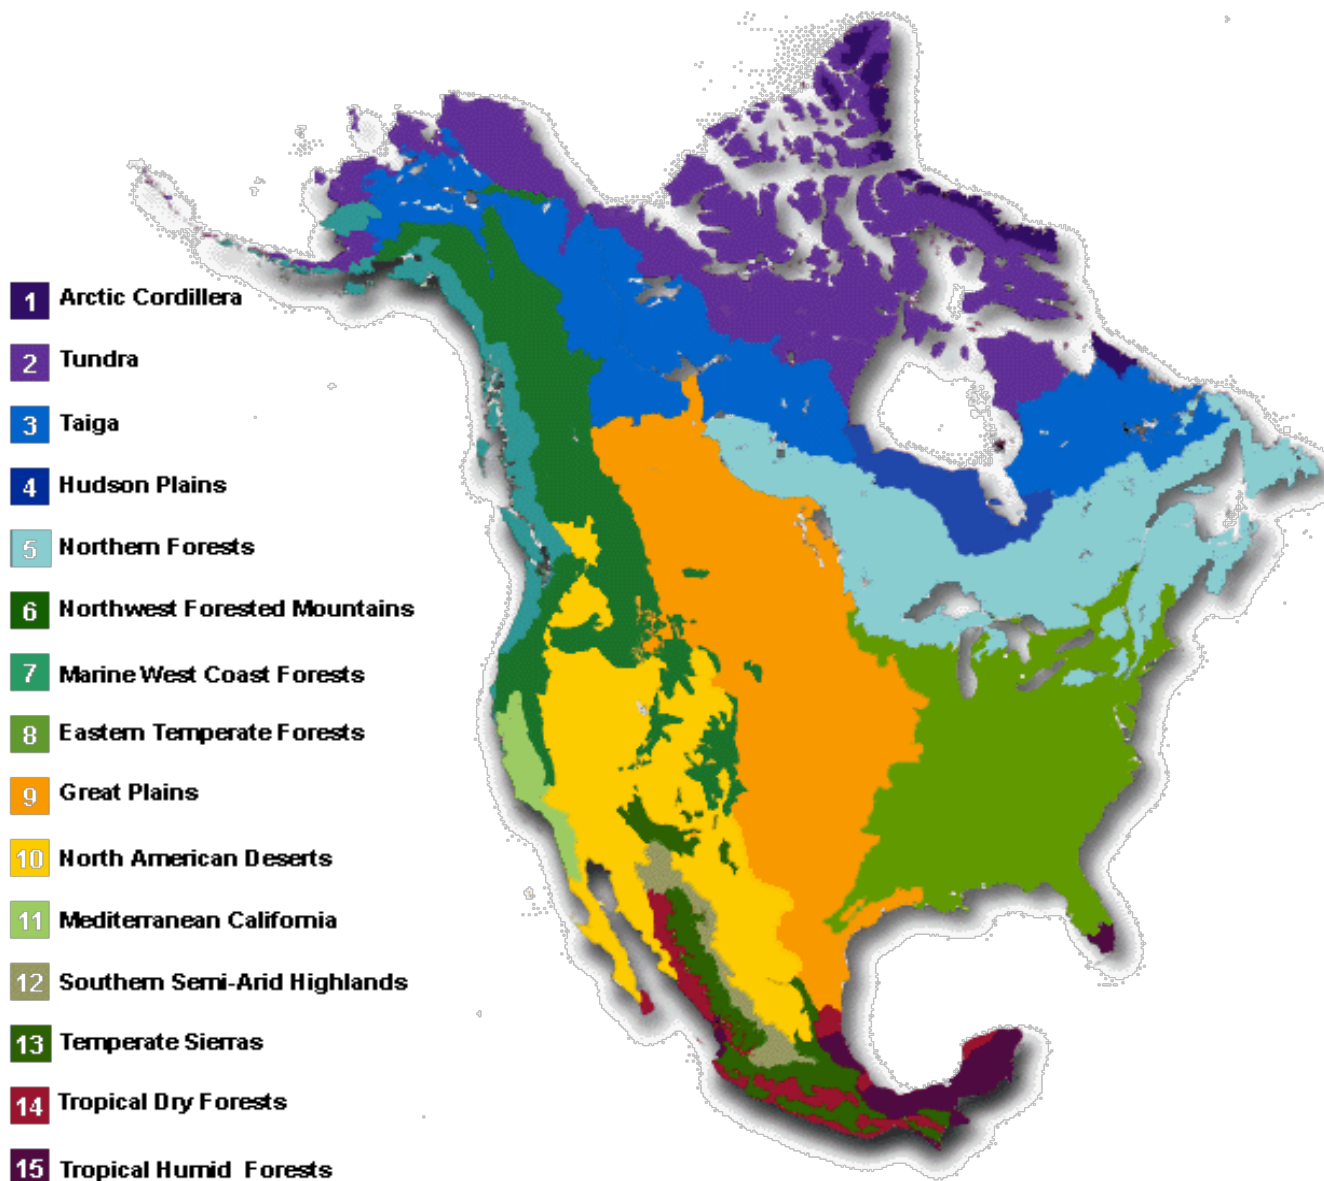 1 Arctic Cordillera
2 Tundra
3 Taiga
4 Hudson Plains
5 Northern Forests
6 Northwest Forested Mountains
7 Marine West Coast Forests
8 Eastern Temperate Forests
9 Great Plains
10 North American Deserts
11 Mediterranean California
12 Southern Semi-Arid Highlands
13 Temperate Sierras
14 Tropical Dry Forests
15 Tropical Humid Forests